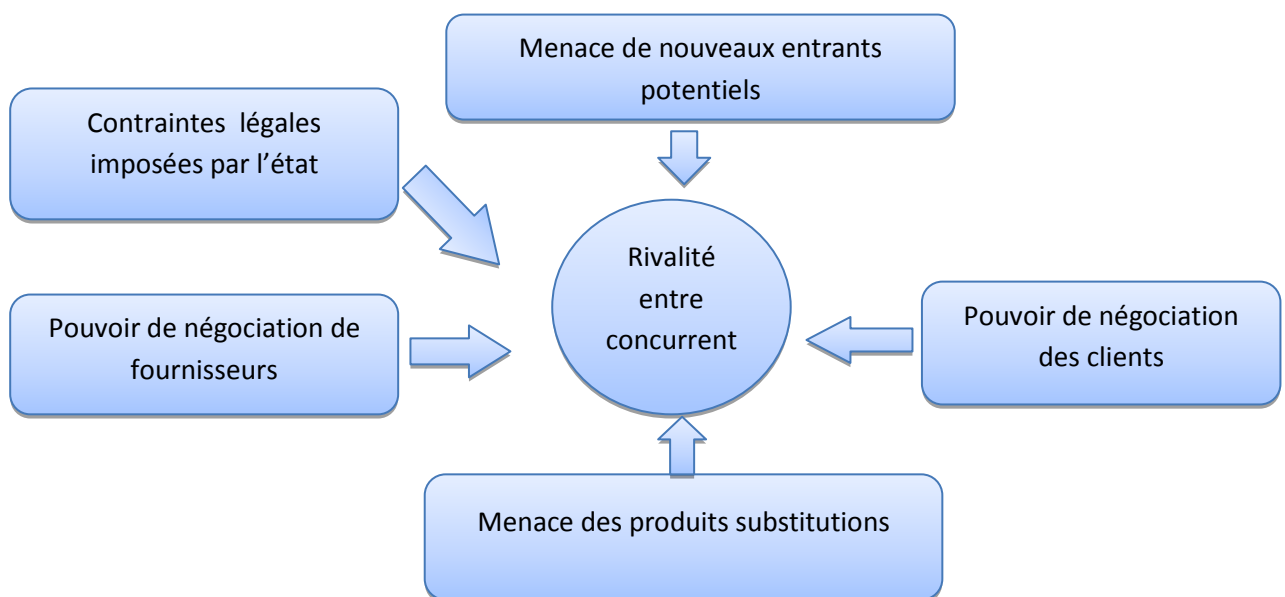 Menace de nouveaux entrants
potentiels
Contraintes légales
imposées par l’état
Rivalité
entre
concurrent
Pouvoir de négociation de
fournisseurs
Pouvoir de négociation
des clients
Menace des produits substitutions